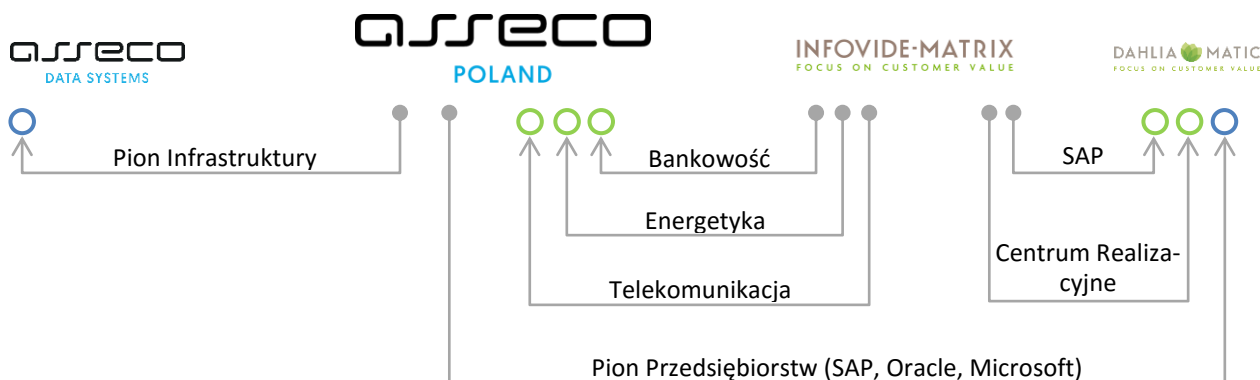 asseco
DATA SYSTEMS
asseco
POLAND
INFOVIDE-MATRIX
FOCUS ON CUSTOMER VALUE
DAHLIA MATIC
FOCUS ON CUSTOMER VALUE
Pion Infrastruktury
Bankowość
SAP
Energetyka
Centrum Realiza-
cyjne
Telekomunikacja
Pion Przedsiębiorstw (SAP, Oracle, Microsoft)